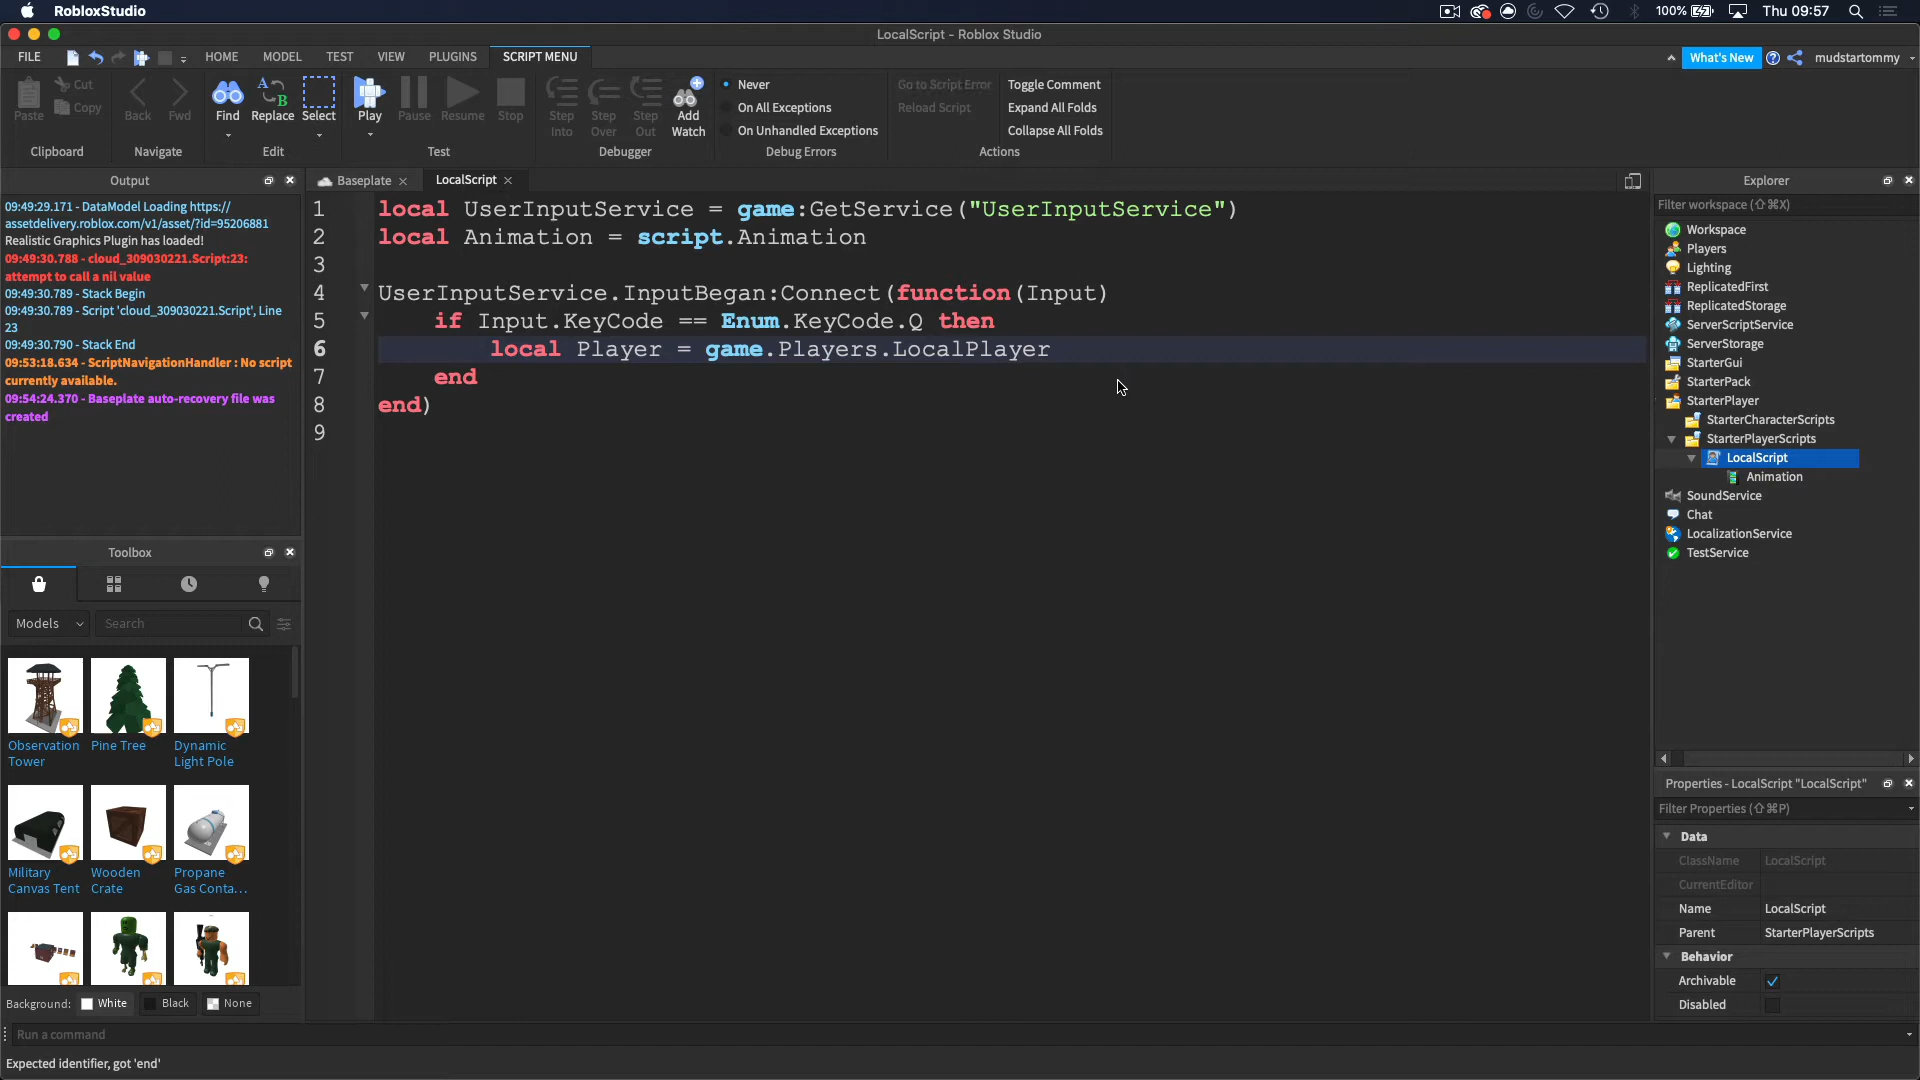 RobloxStudio
100%
Thu 09:57
LocalScript - Roblox Studio
FILE
HOME
MODEL
TEST
VIEW
PLUGINS
SCRIPT MENU
What's New
mudstartommy
Paste
Cut
Copy
Clipboard
Back
Fwd
Navigate
Find
Replace
Select
Edit
Play
Pause
Resume
Stop
Test
Step Into
Step Over
Step Out
Add Watch
Debugger
Never
On All Exceptions
On Unhandled Exceptions
Debug Errors
Go to Script Error
Reload Script
Toggle Comment
Expand All Folds
Collapse All Folds
Actions
Output
09:49:29.171 - DataModel Loading https://
assetdelivery.roblox.com/v1/asset/?id=95206881
Realistic Graphics Plugin has loaded!
09:49:30.788 - cloud_309030221.Script:23:
attempt to call a nil value
09:49:30.789 - Stack Begin
09:49:30.789 - Script 'cloud_309030221.Script', Line
23
09:49:30.790 - Stack End
09:53:18.634 - ScriptNavigationHandler : No script
currently available.
09:54:24.370 - Baseplate auto-recovery file was
created
Toolbox
Models
Search
Observation
Tower
Pine Tree
Dynamic
Light Pole
Military
Canvas Tent
Wooden
Crate
Propane
Gas Conta...
Background:
White
Black
None
Baseplate
LocalScript
1 local UserInputService = game:GetService("UserInputService")
2 local Animation = script.Animation
3
4 UserInputService.InputBegan:Connect(function(Input)
5 if Input.KeyCode == Enum.KeyCode.Q then
6 local Player = game.Players.LocalPlayer
7 end
8 end)
9
Explorer
Filter workspace (⇧⌘X)
Workspace
Players
Lighting
ReplicatedFirst
ReplicatedStorage
ServerScriptService
ServerStorage
StarterGui
StarterPack
StarterPlayer
StarterCharacterScripts
StarterPlayerScripts
LocalScript
Animation
SoundService
Chat
LocalizationService
TestService
Properties - LocalScript "LocalScript"
Filter Properties (⇧⌘P)
Data
ClassName LocalScript
CurrentEditor
Name LocalScript
Parent StarterPlayerScripts
Behavior
Archivable
Disabled
Run a command
Expected identifier, got 'end'